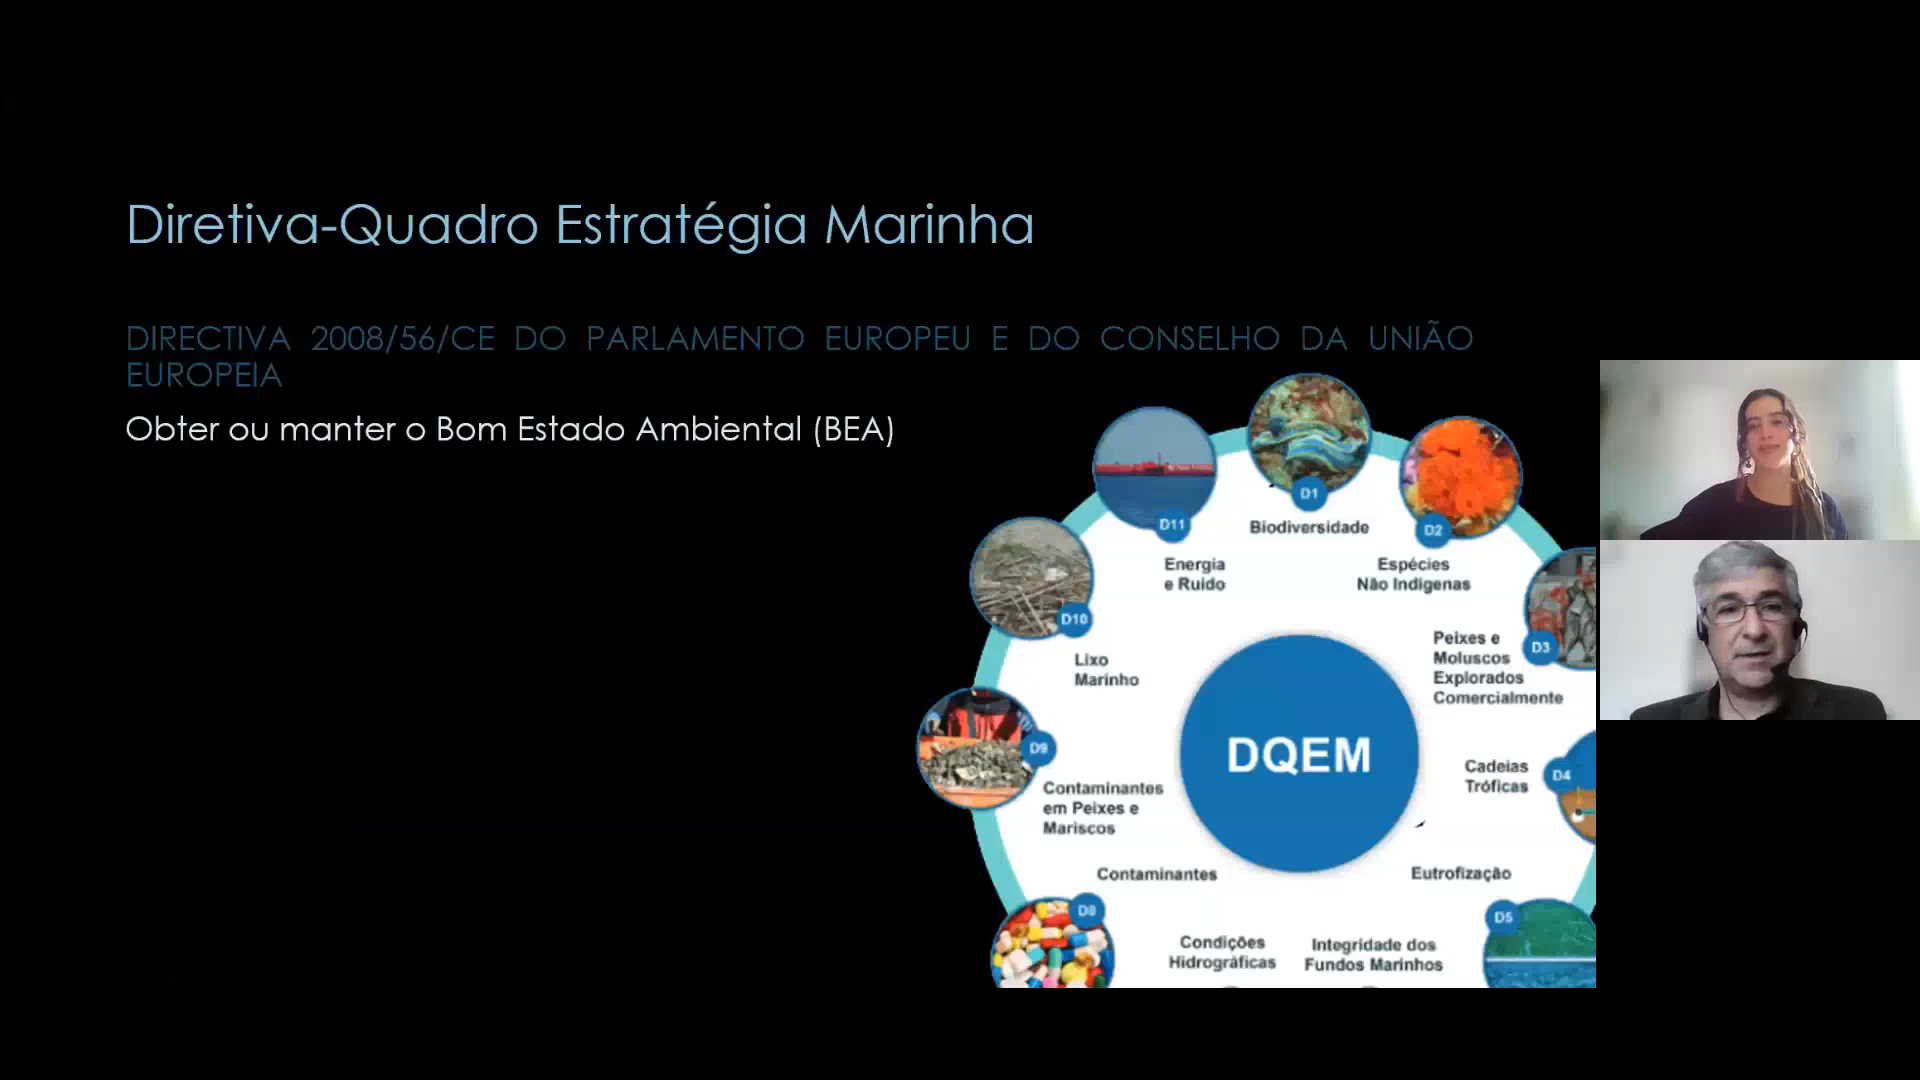 Diretiva-Quadro Estratégia Marinha
DIRECTIVA 2008/56/CE DO PARLAMENTO EUROPEU E DO CONSELHO DA UNIÃO
EUROPEIA
Obter ou manter o Bom Estado Ambiental (BEA)
D1
Biodiversidade
D2
Espécies
Não Indígenas
D3
Peixes e
Moluscos
Explorados
Comercialmente
D4
Cadeias
Tróficas
D5
Eutrofização
Integridade dos
Fundos Marinhos
Condições
Hidrográficas
D8
Contaminantes
D9
Contaminantes
em Peixes e
Mariscos
D10
Lixo
Marinho
D11
Energia
e Ruído
DQEM